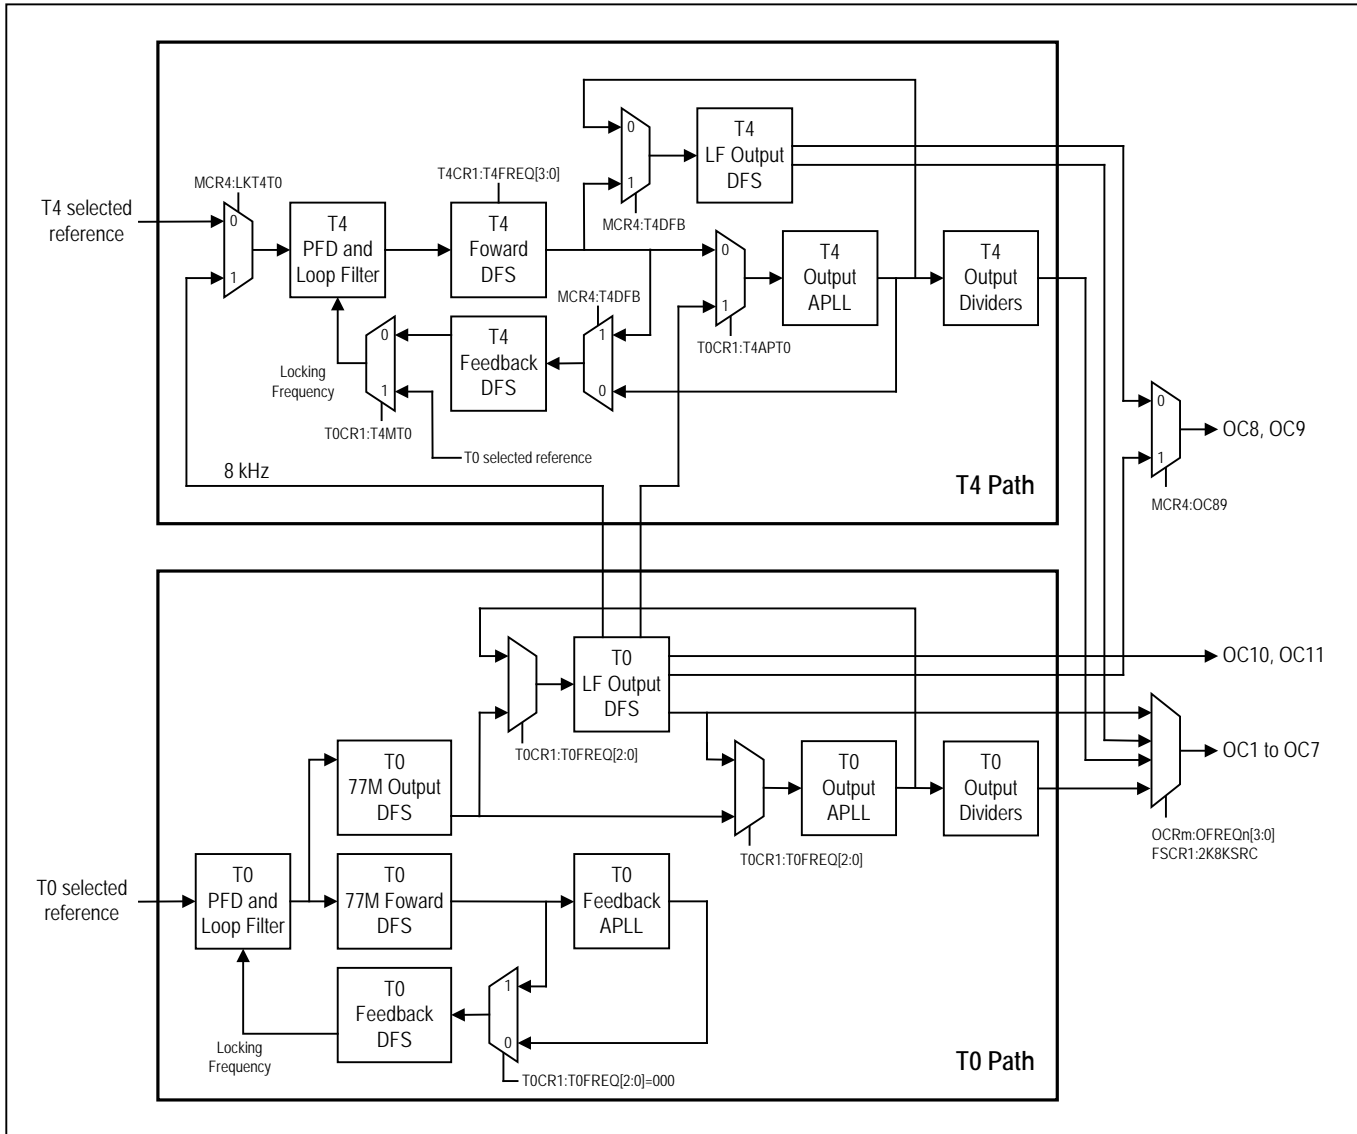 T4
LF Output
DFS
0
1
MCR4:T4DFB
MCR4:LKT4T0
T4CR1:T4FREQ[3:0]
T4 selected
reference
0
1
T4
PFD and
Loop Filter
T4
Foward
DFS
0
1
T0CR1:T4APT0
T4
Output
APLL
T4
Output
Dividers
MCR4:T4DFB
1
0
T4
Feedback
DFS
0
1
Locking
Frequency
T0CR1:T4MT0
T0 selected reference
8 kHz
T4 Path
0
1
OC8, OC9
MCR4:OC89
T0
LF Output
DFS
T0CR1:T0FREQ[2:0]
OC10, OC11
OC1 to OC7
OCRm:OFREQn[3:0]
FSCR1:2K8KSRC
T0
77M Output
DFS
T0CR1:T0FREQ[2:0]
T0
Output
APLL
T0
Output
Dividers
T0 selected
reference
T0
PFD and
Loop Filter
T0
77M Foward
DFS
T0
Feedback
APLL
T0
Feedback
DFS
1
0
Locking
Frequency
T0CR1:T0FREQ[2:0]=000
T0 Path